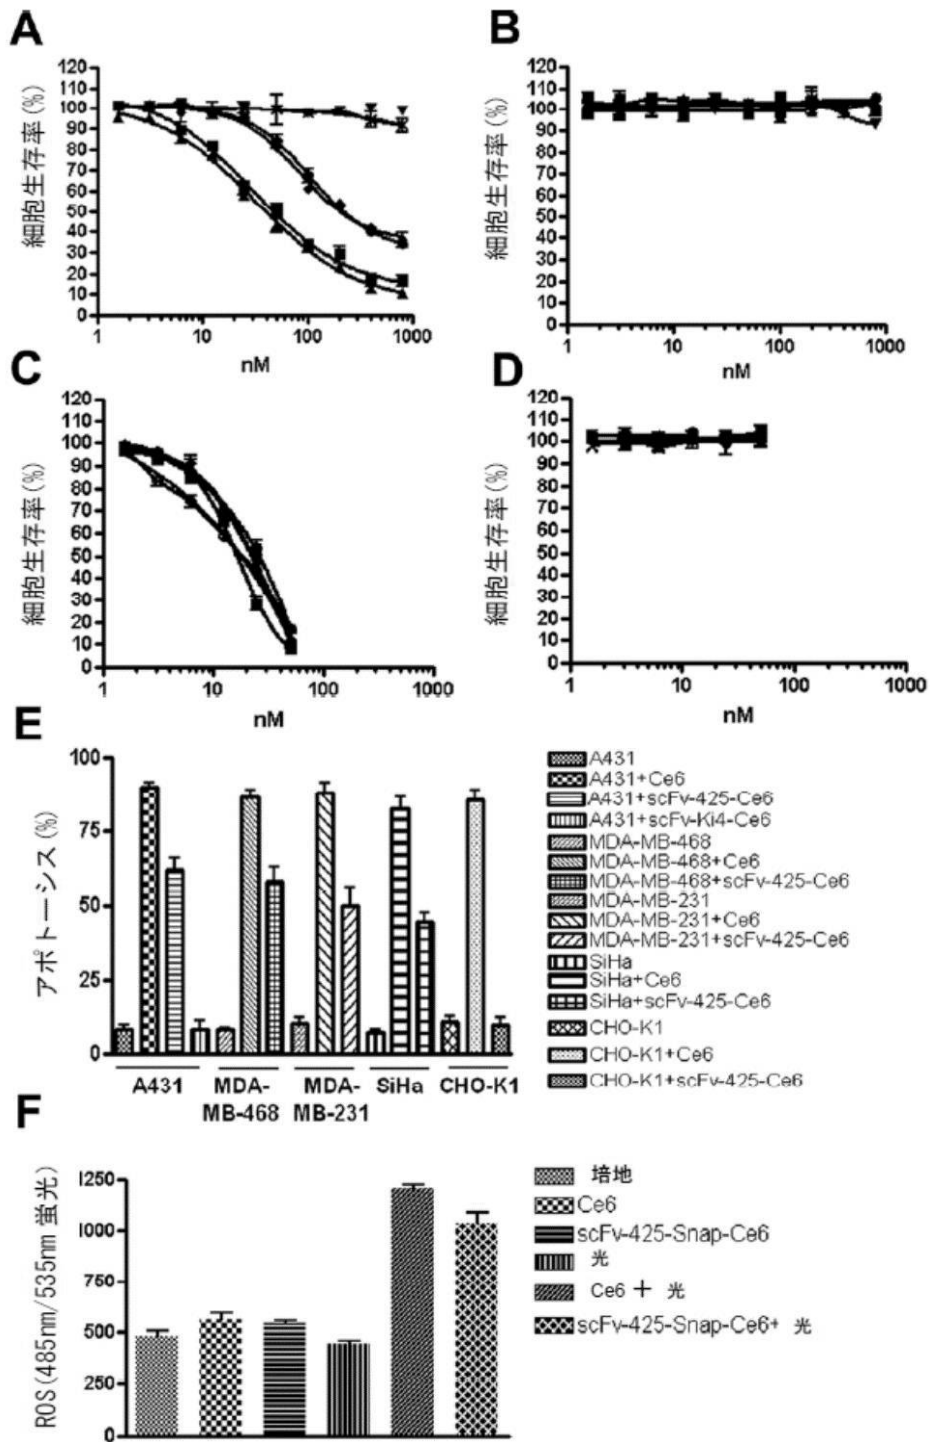 A
細胞生存率(%)
120
110
100
90
80
70
60
50
40
30
20
10
0
1
10
100
1000
nM
B
細胞生存率(%)
120
110
100
90
80
70
60
50
40
30
20
10
0
1
10
100
1000
nM
C
細胞生存率(%)
120
110
100
90
80
70
60
50
40
30
20
10
0
1
10
100
1000
nM
D
細胞生存率(%)
120
110
100
90
80
70
60
50
40
30
20
10
0
1
10
100
1000
nM
E
アポトーシス(%)
100
75
50
25
0
A431
MDA-
MB-468
MDA-
MB-231
SiHa
CHO-K1
A431
A431+Ce6
A431+scFv-425-Ce6
A431+scFv-Ki4-Ce6
MDA-MB-468
MDA-MB-468+Ce6
MDA-MB-468+scFv-425-Ce6
MDA-MB-231
MDA-MB-231+Ce6
MDA-MB-231+scFv-425-Ce6
SiHa
SiHa+Ce6
SiHa+scFv-425-Ce6
CHO-K1
CHO-K1+Ce6
CHO-K1+scFv-425-Ce6
F
ROS(485nm/535nm 蛍光)
1250
1000
750
500
250
0
培地
Ce6
scFv-425-Snap-Ce6
光
Ce6 + 光
scFv-425-Snap-Ce6+ 光